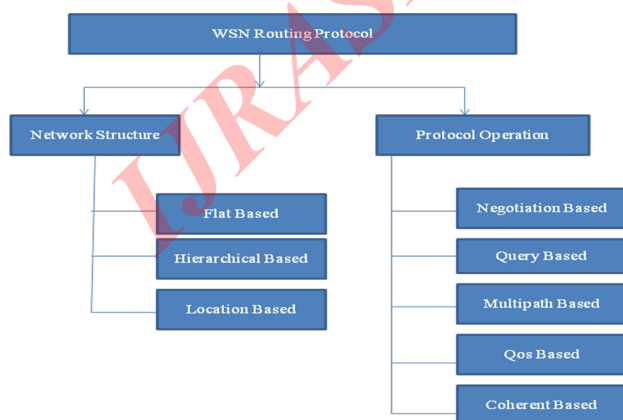 WSN Routing Protocol
Network Structure
Protocol Operation
Flat Based
Hierarchical Based
Location Based
Negotiation Based
Query Based
Multipath Based
Qos Based
Coherent Based
IJRAS